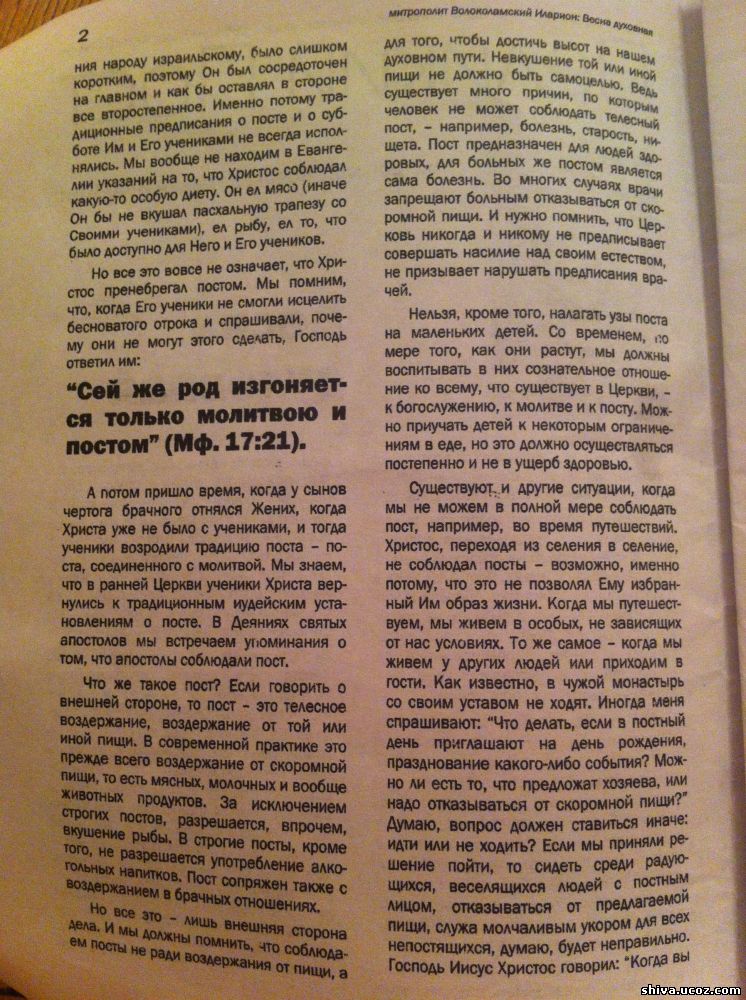 2
митрополит Волоколамский Иларион: Весна духовная
ния народу израильскому, было слишком
коротким, поэтому Он был сосредоточен
на главном и как бы оставлял в стороне
все второстепенное. Именно потому тра-
диционные предписания о посте и о суб-
боте Им и Его учениками не всегда испол-
нялись. Мы вообще не находим в Еванге-
лии указаний на то, что Христос соблюдал
какую-то особую диету. Он ел мясо (иначе
Он бы не вкушал пасхальную трапезу со
Своими учениками), ел рыбу, ел то, что
было доступно для Него и Его учеников.
Но все это вовсе не означает, что Хри-
стос пренебрегал постом. Мы помним,
что, когда Его ученики не смогли исцелить
бесноватого отрока и спрашивали, поче-
му они не могут этого сделать, Господь
ответил им:
“Сей же род изгоняет-
ся только молитвою и
постом” (Мф. 17:21).
А потом пришло время, когда у сынов
чертога брачного отнялся Жених, когда
Христа уже не было с учениками, и тогда
ученики возродили традицию поста – по-
ста, соединенного с молитвой. Мы знаем,
что в ранней Церкви ученики Христа вер-
нулись к традиционным иудейским уста-
новлениям о посте. В Деяниях святых
апостолов мы встречаем упоминания о
том, что апостолы соблюдали пост.
Что же такое пост? Если говорить о
внешней стороне, то пост – это телесное
воздержание, воздержание от той или
иной пищи. В современной практике это
прежде всего воздержание от скоромной
пищи, то есть мясных, молочных и вообще
животных продуктов. За исключением
строгих постов, разрешается, впрочем,
вкушение рыбы. В строгие посты, кроме
того, не разрешается употребление алко-
гольных напитков. Пост сопряжен также с
воздержанием в брачных отношениях.
Но все это – лишь внешняя сторона
дела. И мы должны помнить, что соблюда-
ем посты не ради воздержания от пищи, а
для того, чтобы достичь высот на нашем
духовном пути. Невкушение той или иной
пищи не должно быть самоцелью. Ведь
существует много причин, по которым
человек не может соблюдать телесный
пост, – например, болезнь, старость, ни-
щета. Пост предназначен для людей здо-
ровых, для больных же постом является
сама болезнь. Во многих случаях врачи
запрещают больным отказываться от ско-
ромной пищи. И нужно помнить, что Цер-
ковь никогда и никому не предписывает
совершать насилие над своим естеством,
не призывает нарушать предписания вра-
чей.
Нельзя, кроме того, налагать узы поста
на маленьких детей. Со временем, по
мере того, как они растут, мы должны
воспитывать в них сознательное отноше-
ние ко всему, что существует в Церкви, –
к богослужению, к молитве и к посту. Мож-
но приучать детей к некоторым ограниче-
ниям в еде, но это должно осуществляться
постепенно и не в ущерб здоровью.
Существуют и другие ситуации, когда
мы не можем в полной мере соблюдать
пост, например, во время путешествий.
Христос, переходя из селения в селение,
не соблюдал посты – возможно, именно
потому, что это не позволял Ему избран-
ный Им образ жизни. Когда мы путешест-
вуем, мы живем в особых, не зависящих
от нас условиях. То же самое – когда мы
живем у других людей или приходим в
гости. Как известно, в чужой монастырь
со своим уставом не ходят. Иногда меня
спрашивают: “Что делать, если в постный
день приглашают на день рождения,
празднование какого-либо события? Мож-
но ли есть то, что предложат хозяева, или
надо отказываться от скоромной пищи?”
Думаю, вопрос должен ставиться иначе:
идти или не ходить? Если мы приняли ре-
шение пойти, то сидеть среди радую-
щихся, веселящихся людей с постным
лицом, отказываться от предлагаемой
пищи, служа молчаливым укором для всех
непостящихся, думаю, будет неправильно.
Господь Иисус Христос говорил: “Когда вы
shiva.ucoz.com